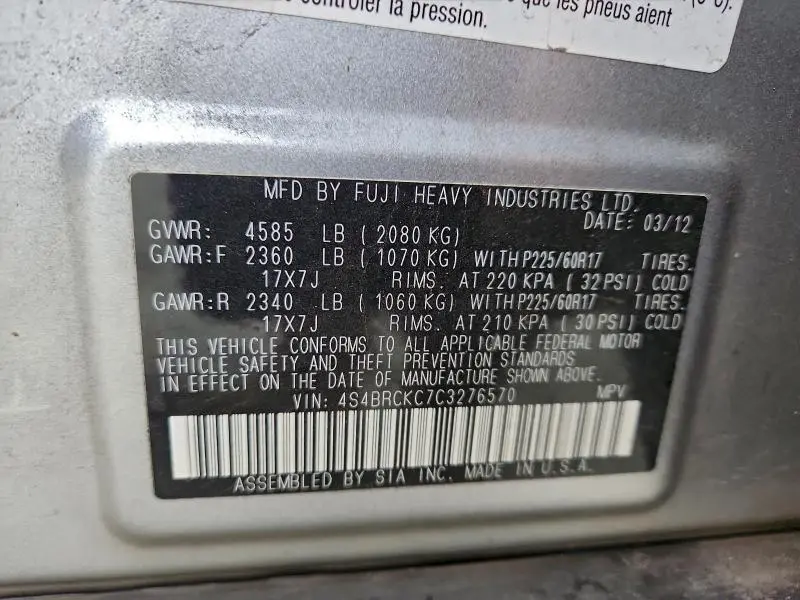 contrôler la pression.
que les pneus aient
MFD BY FUJI HEAVY INDUSTRIES LTD.
DATE: 03/12
GVWR: 4585 LB ( 2080 KG)
GAWR:F 2360 LB ( 1070 KG) WITH P225/60R17 TIRES.
17X7J RIMS. AT 220 KPA ( 32 PSI) COLD
GAWR:R 2340 LB ( 1060 KG) WITH P225/60R17 TIRES.
17X7J RIMS. AT 210 KPA ( 30 PSI) COLD
THIS VEHICLE CONFORMS TO ALL APPLICABLE FEDERAL MOTOR
VEHICLE SAFETY AND THEFT PREVENTION STANDARDS
IN EFFECT ON THE DATE OF MANUFACTURE SHOWN ABOVE.
VIN: 4S4BRCKC7C3276570 MPV
ASSEMBLED BY SIA INC. MADE IN U.S.A.